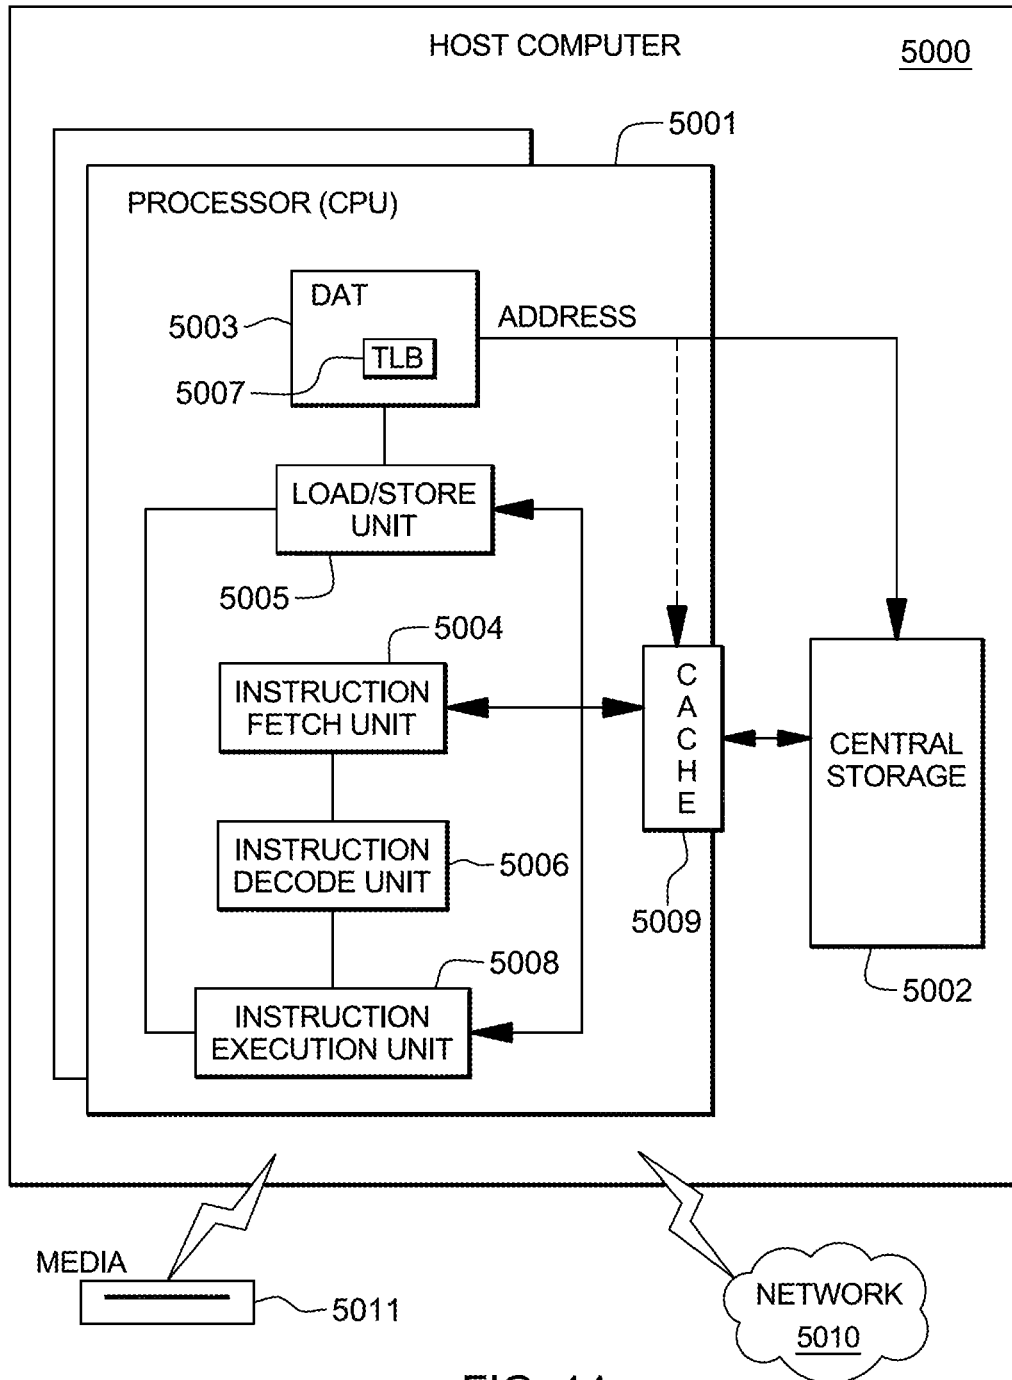 HOST COMPUTER
5000
5001
PROCESSOR (CPU)
DAT
ADDRESS
5003
TLB
5007
LOAD/STORE
UNIT
5005
5004
INSTRUCTION
FETCH UNIT
CACHE
CENTRAL
STORAGE
INSTRUCTION
DECODE UNIT
5006
5009
5008
5002
INSTRUCTION
EXECUTION UNIT
MEDIA
5011
NETWORK
5010